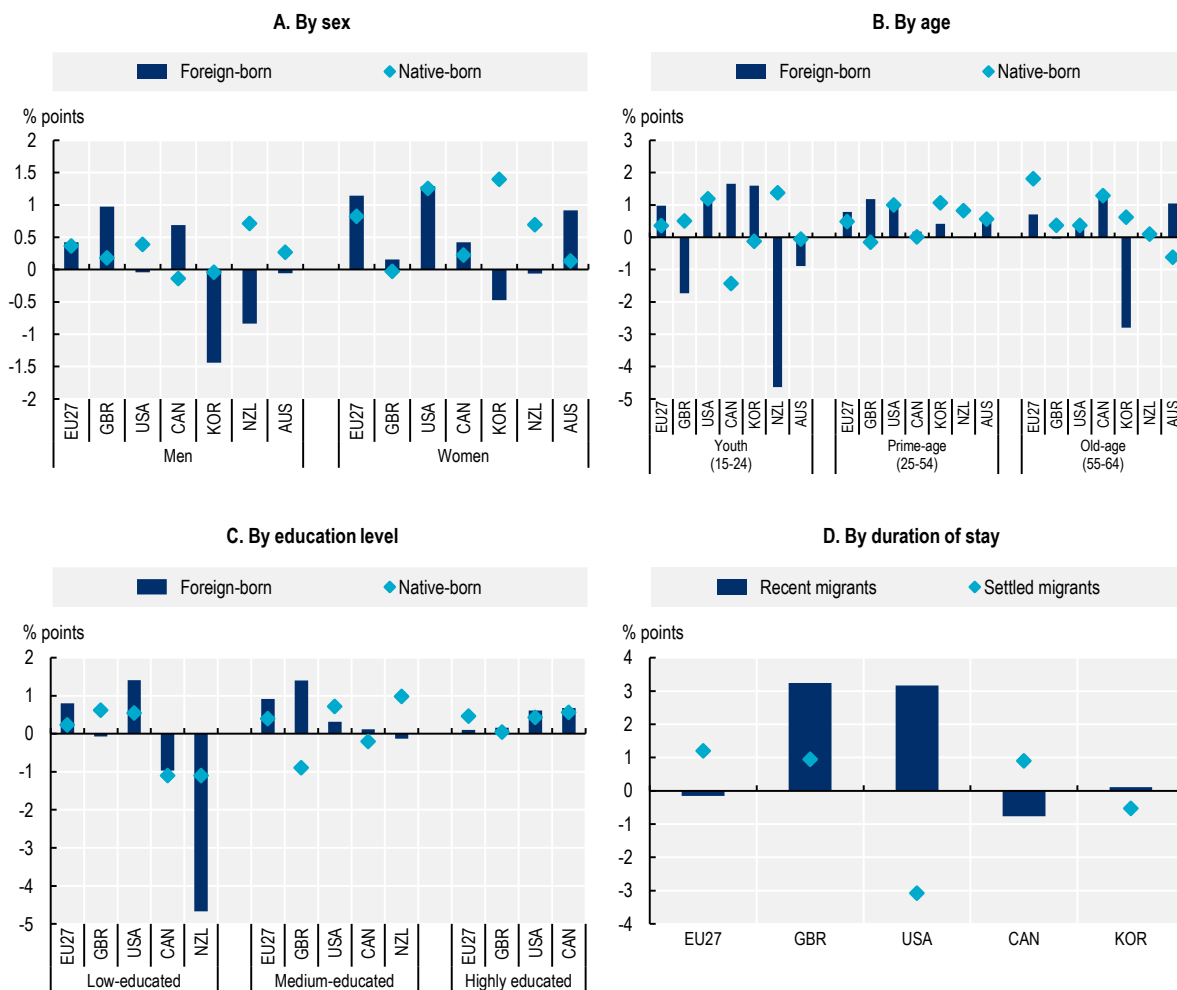 A. By sex
Foreign-born Native-born
% points
2
1.5
1
0.5
0
-0.5
-1
-1.5
-2
EU27 GBR USA CAN KOR NZL AUS EU27 GBR USA CAN KOR NZL AUS
Men Women
B. By age
Foreign-born Native-born
% points
3
2
1
0
-1
-2
-3
-4
-5
EU27 GBR USA CAN KOR NZL AUS EU27 GBR USA CAN KOR NZL AUS EU27 GBR USA CAN KOR NZL AUS
Youth Prime-age Old-age
(15-24) (25-54) (55-64)
C. By education level
Foreign-born Native-born
% points
2
1
0
-1
-2
-3
-4
-5
EU27 GBR USA CAN NZL EU27 GBR USA CAN NZL EU27 GBR USA CAN
Low-educated Medium-educated Highly educated
D. By duration of stay
Recent migrants Settled migrants
% points
4
3
2
1
0
-1
-2
-3
-4
EU27 GBR USA CAN KOR